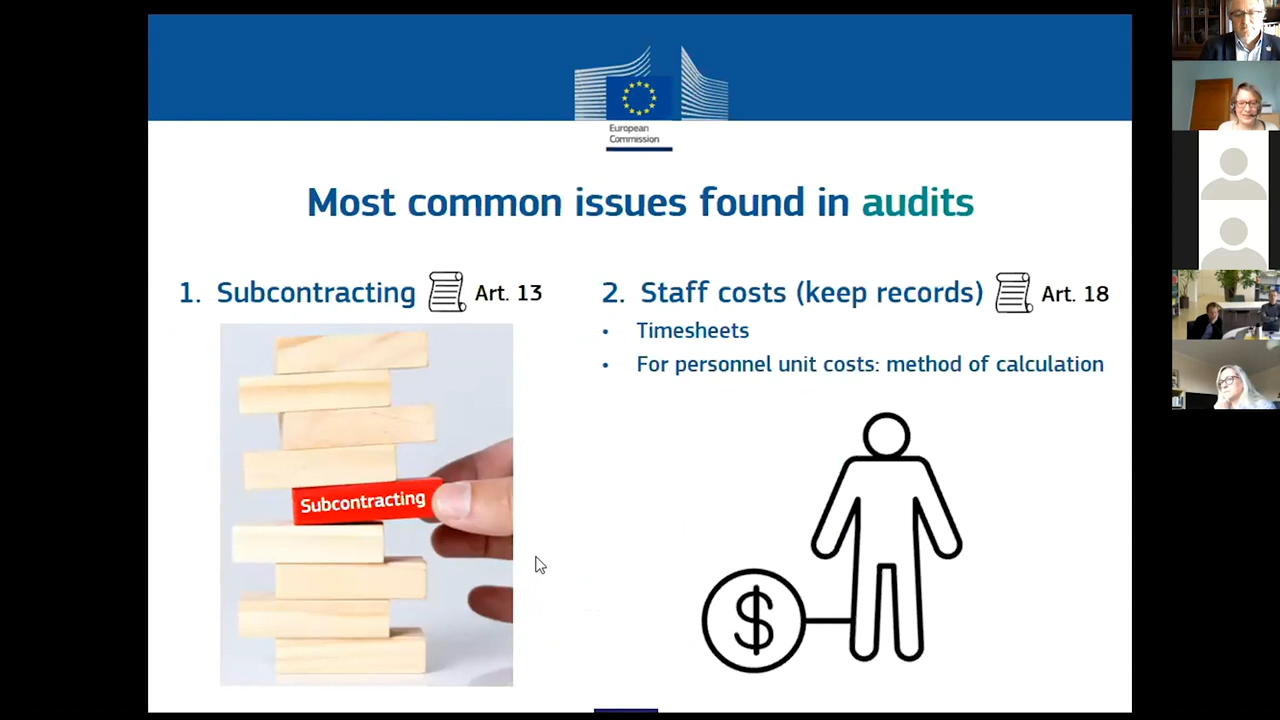 European
Commission
Most common issues found in audits
1. Subcontracting Art. 13
Subcontracting
2. Staff costs (keep records) Art. 18
• Timesheets
• For personnel unit costs: method of calculation
$